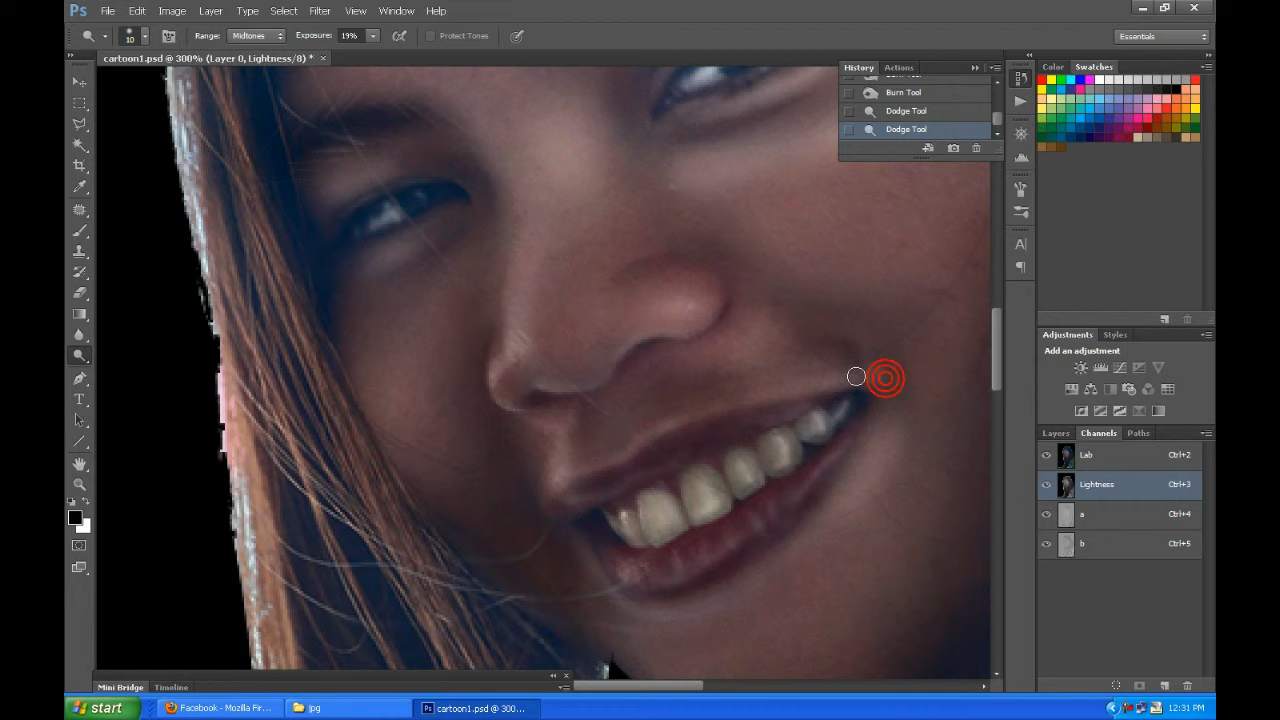 Ps File Edit Image Layer Type Select Filter View Window Help
10 Range: Midtones Exposure: 19% Protect Tones Essentials
cartoon1.psd @ 300% (Layer 0, Lightness/8) * ×
History Actions
Burn Tool
Burn Tool
Dodge Tool
Dodge Tool
Color Swatches
Adjustments Styles
Add an adjustment
Layers Channels Paths
Lab Ctrl+2
Lightness Ctrl+3
a Ctrl+4
b Ctrl+5
Mini Bridge Timeline
start Facebook - Mozilla Fir... jpg cartoon1.psd @ 300... 12:31 PM